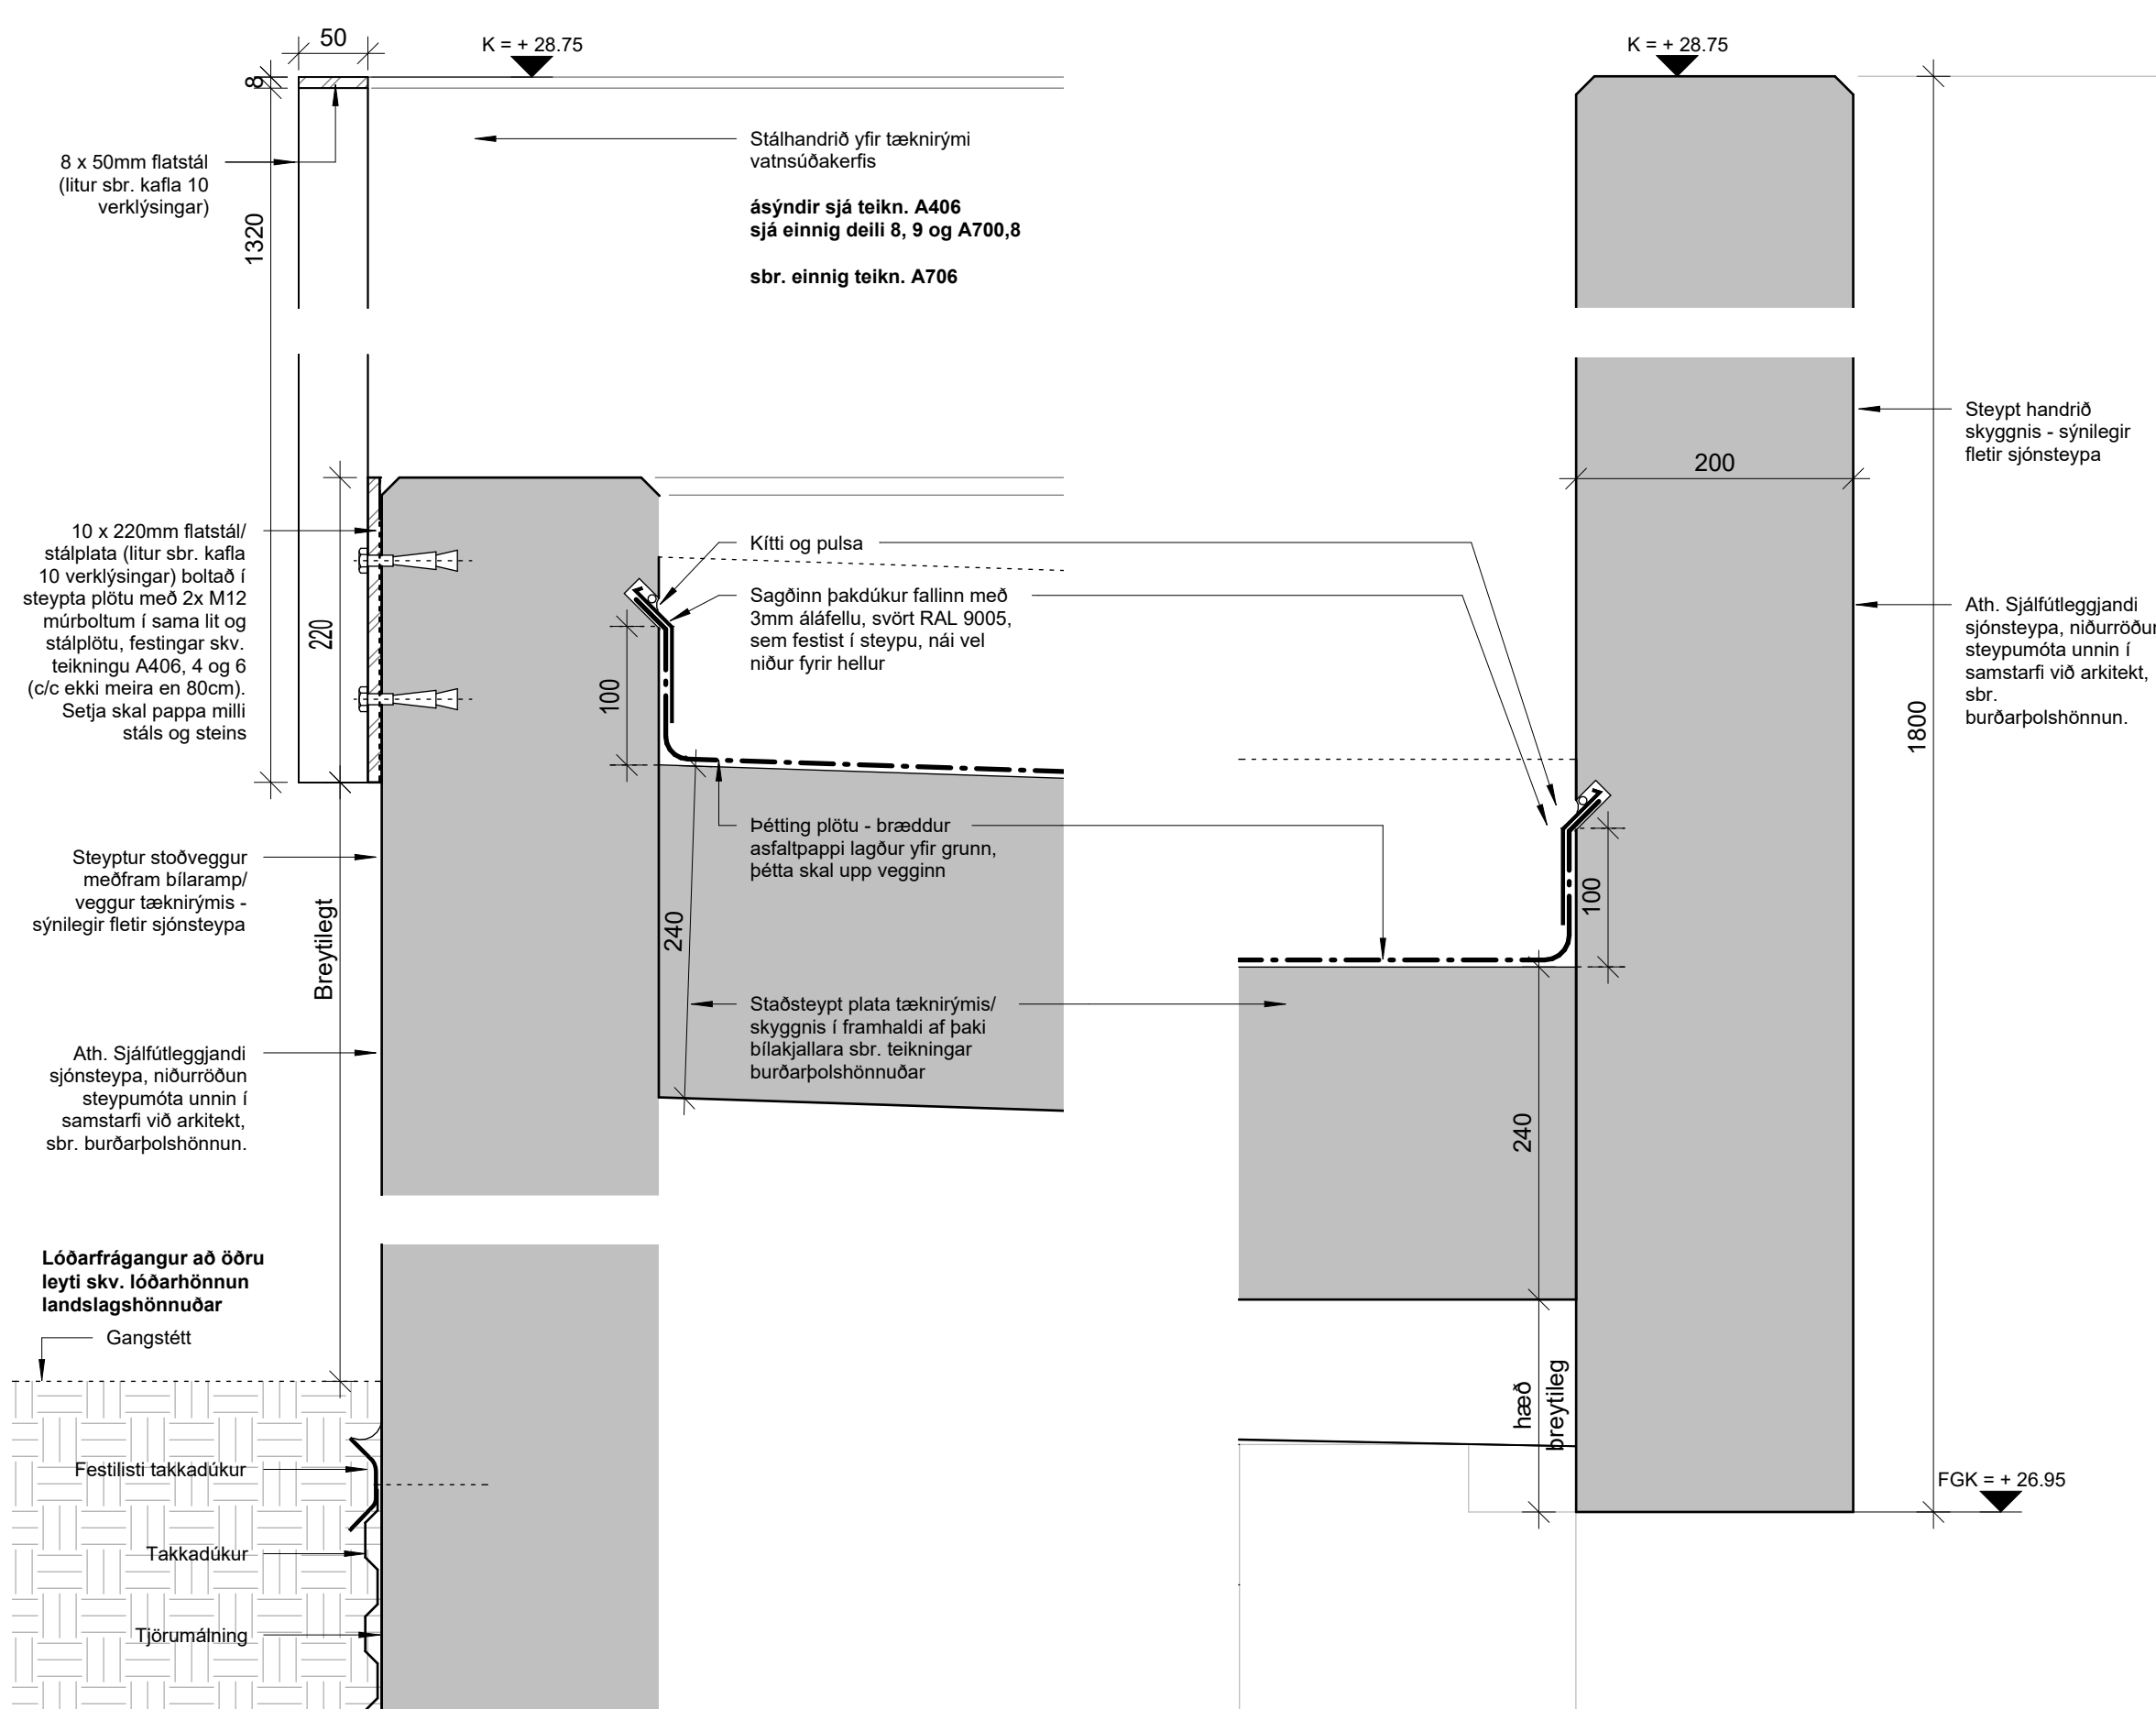 50
K = + 28.75
K = + 28.75
8
1320
8 x 50mm flatstál
(litur sbr. kafla 10
verklýsingar)
Stálhandrið yfir tæknirými
vatnsúðakerfis
ásýndir sjá teikn. A406
sjá einnig deili 8, 9 og A700,8
sbr. einnig teikn. A706
Steypt handrið
skyggnis - sýnilegir
fletir sjónsteypa
200
10 x 220mm flatstál/
stálplata (litur sbr. kafla
10 verklýsingar) boltað í
steypta plötu með 2x M12
múrboltum í sama lit og
stálplötu, festingar skv.
teikningu A406, 4 og 6
(c/c ekki meira en 80cm).
Setja skal pappa milli
stáls og steins
220
Kítti og pulsa
Sagðinn þakdúkur fallinn með
3mm áláfellu, svört RAL 9005,
sem festist í steypu, nái vel
niður fyrir hellur
100
Ath. Sjálfútleggjandi
sjónsteypa, niðurröðun
steypumóta unnin í
samstarfi við arkitekt,
sbr.
burðarþolshönnun.
1800
Þétting plötu - bræddur
asfaltpappi lagður yfir grunn,
þétta skal upp vegginn
100
Steyptur stoðveggur
meðfram bílaramp/
veggur tæknirýmis -
sýnilegir fletir sjónsteypa
Breytilegt
240
Staðsteypt plata tæknirýmis/
skyggnis í framhaldi af þaki
bílakjallara sbr. teikningar
burðarþolshönnuðar
Ath. Sjálfútleggjandi
sjónsteypa, niðurröðun
steypumóta unnin í
samstarfi við arkitekt,
sbr. burðarþolshönnun.
240
Lóðarfrágangur að öðru
leyti skv. lóðarhönnun
landslagshönnuðar
Gangstétt
hæð
breytileg
Festilisti takkadúkur
FGK = + 26.95
Takkadúkur
Tjörumálning